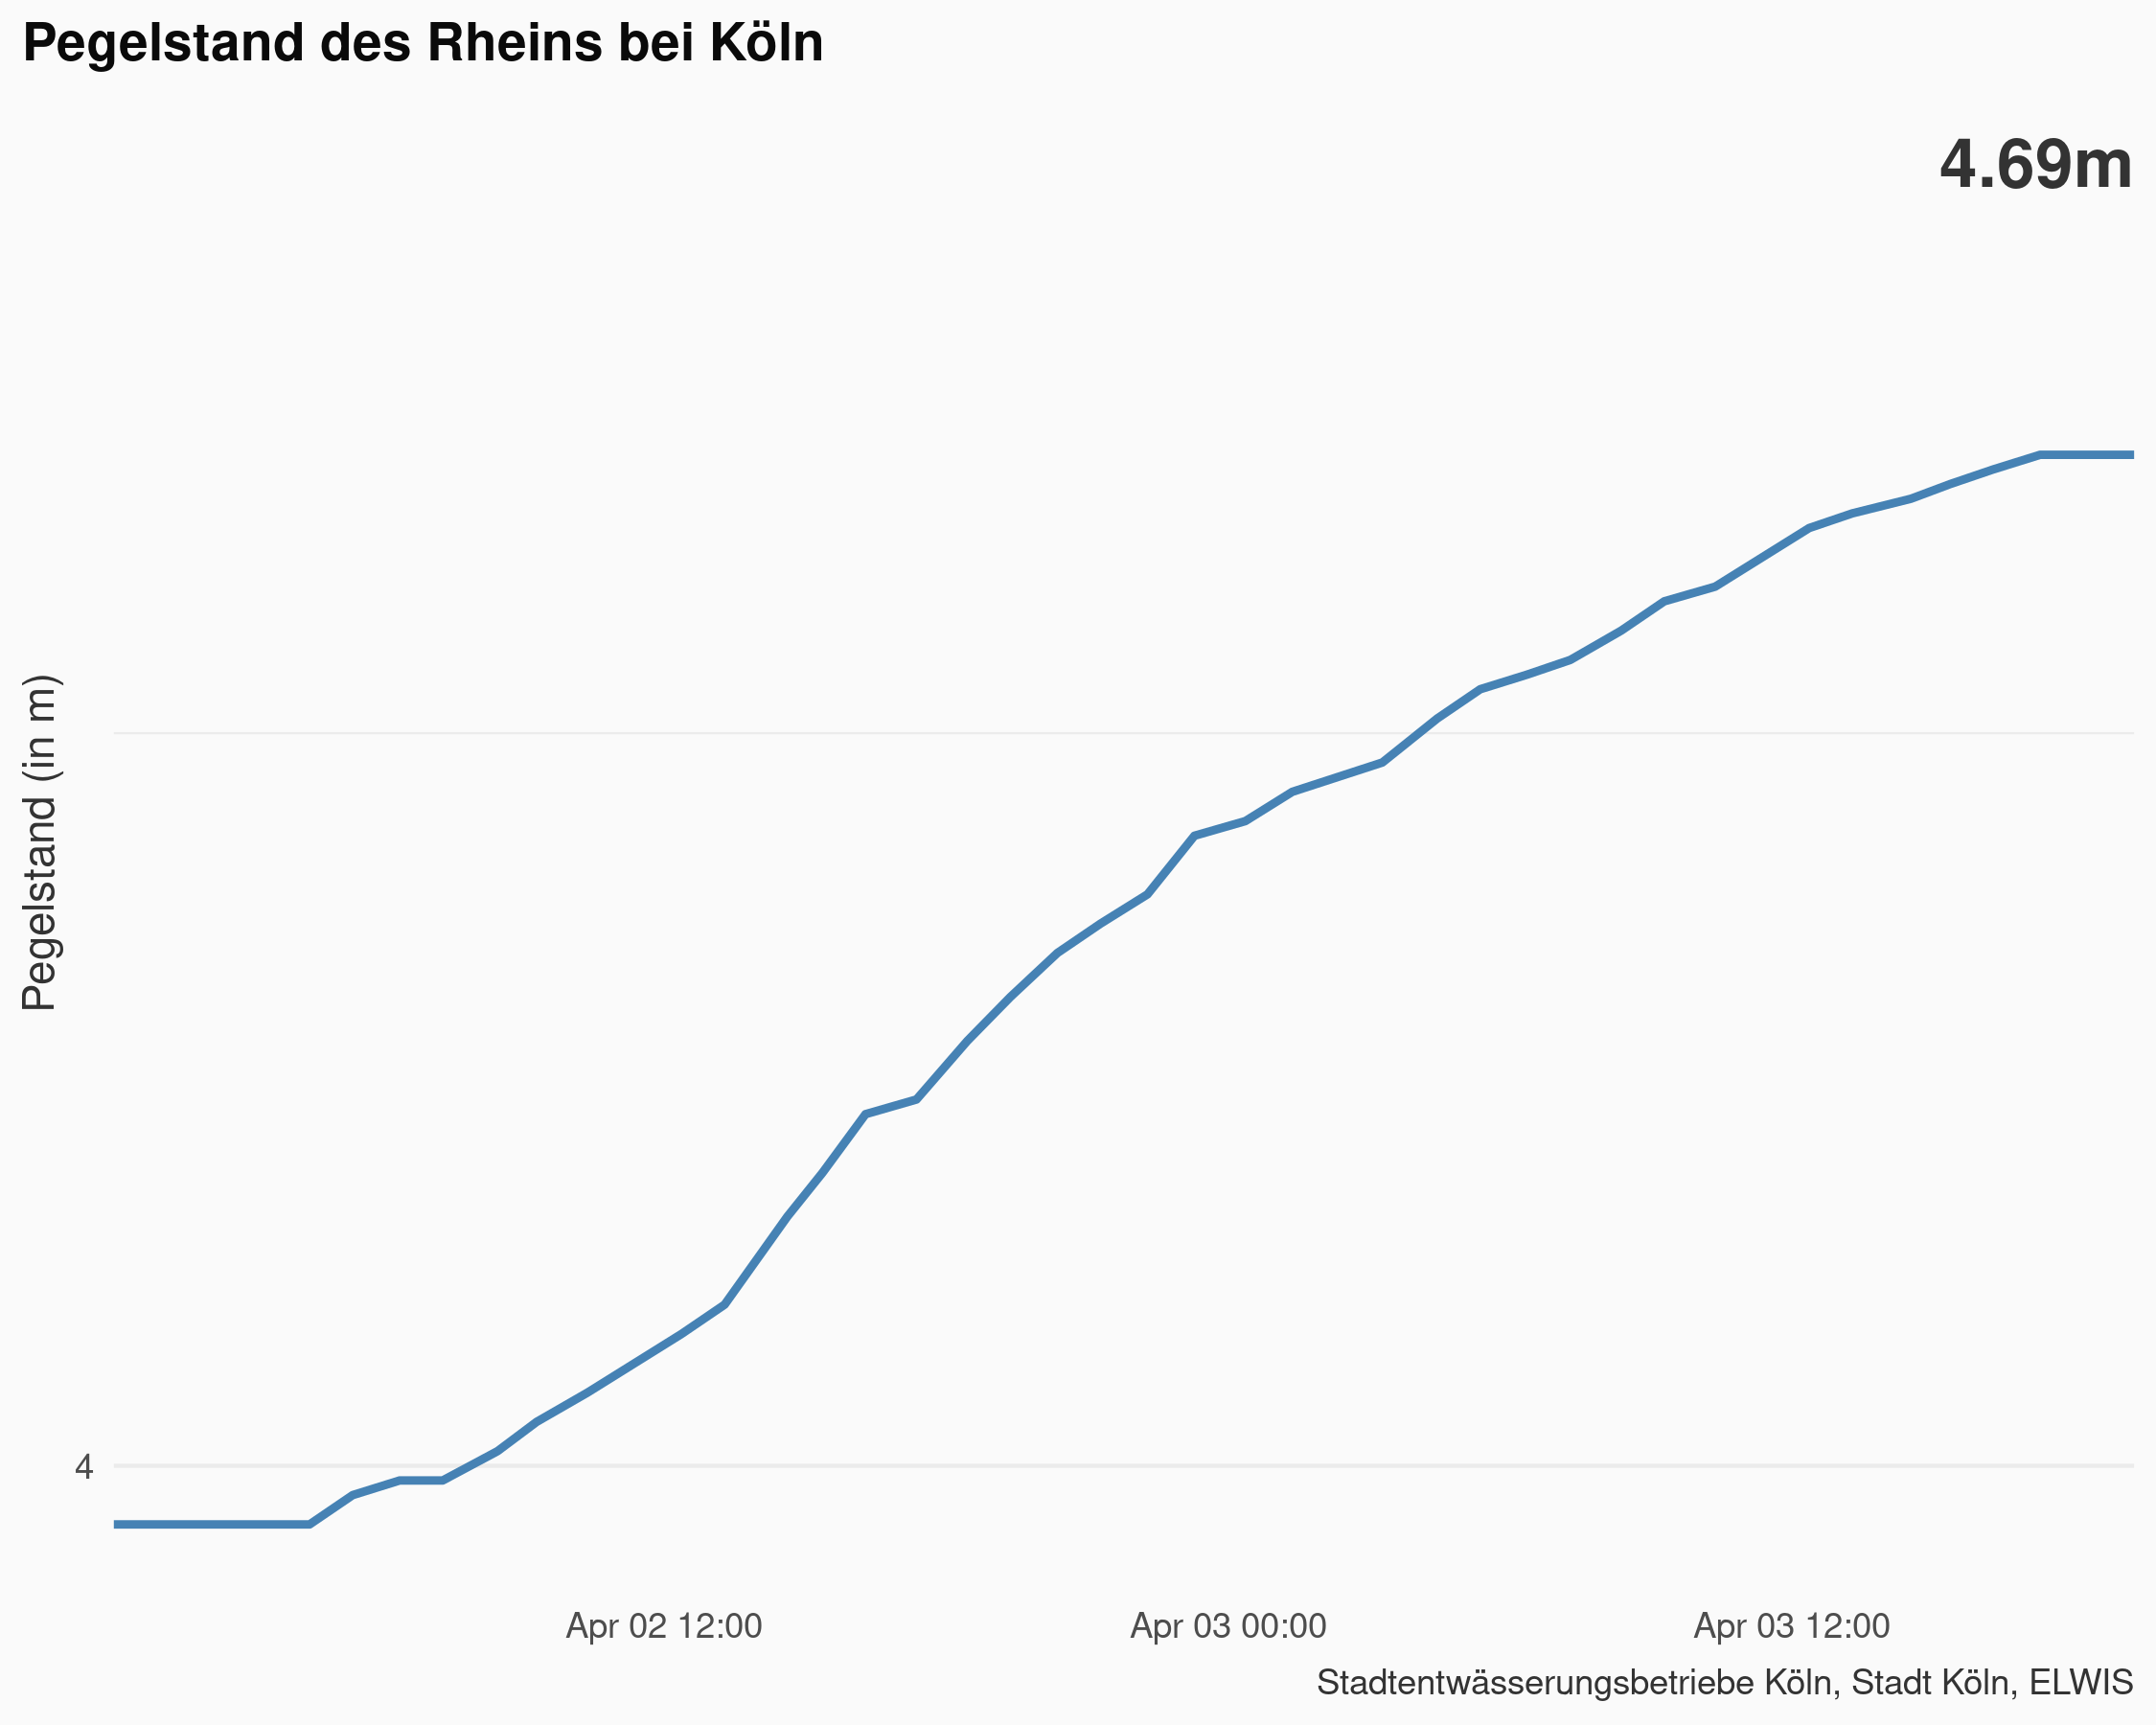 Pegelstand des Rheins bei Köln
4.69m
Pegelstand (in m)
4
Apr 02 12:00
Apr 03 00:00
Apr 03 12:00
Stadtentwässerungsbetriebe Köln, Stadt Köln, ELWIS